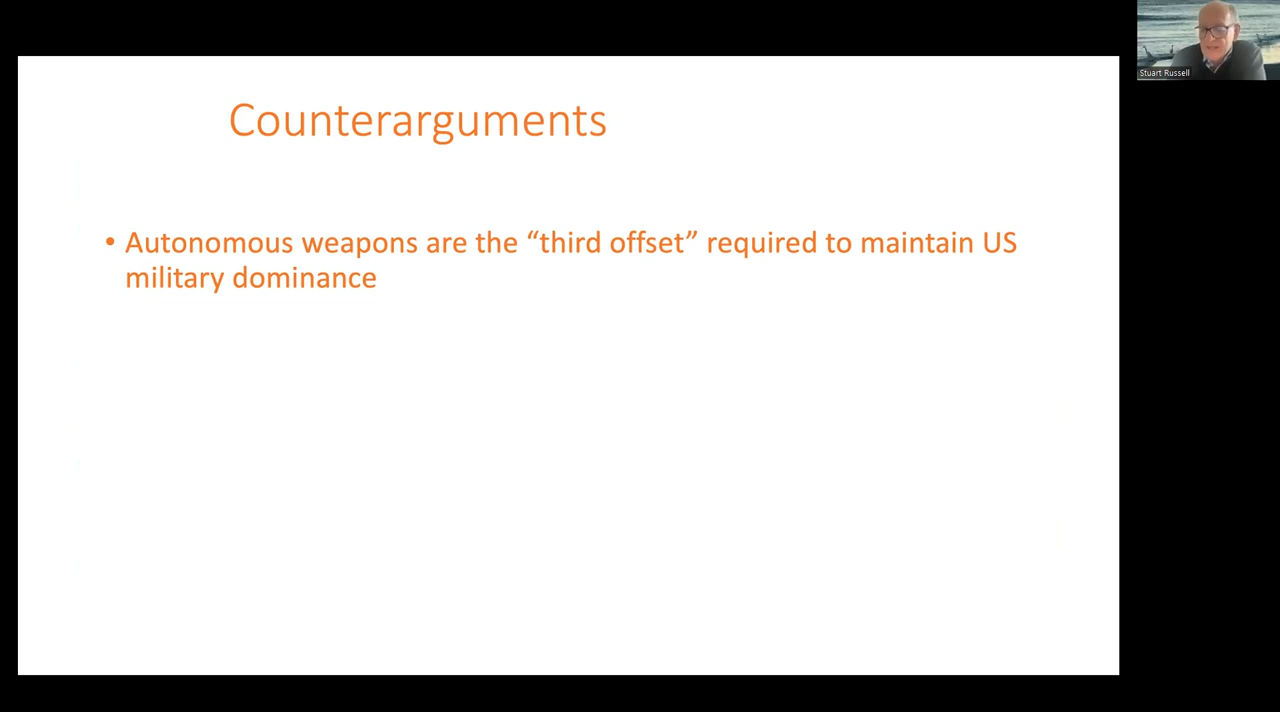 Stuart Russell
Counterarguments
• Autonomous weapons are the “third offset” required to maintain US
military dominance